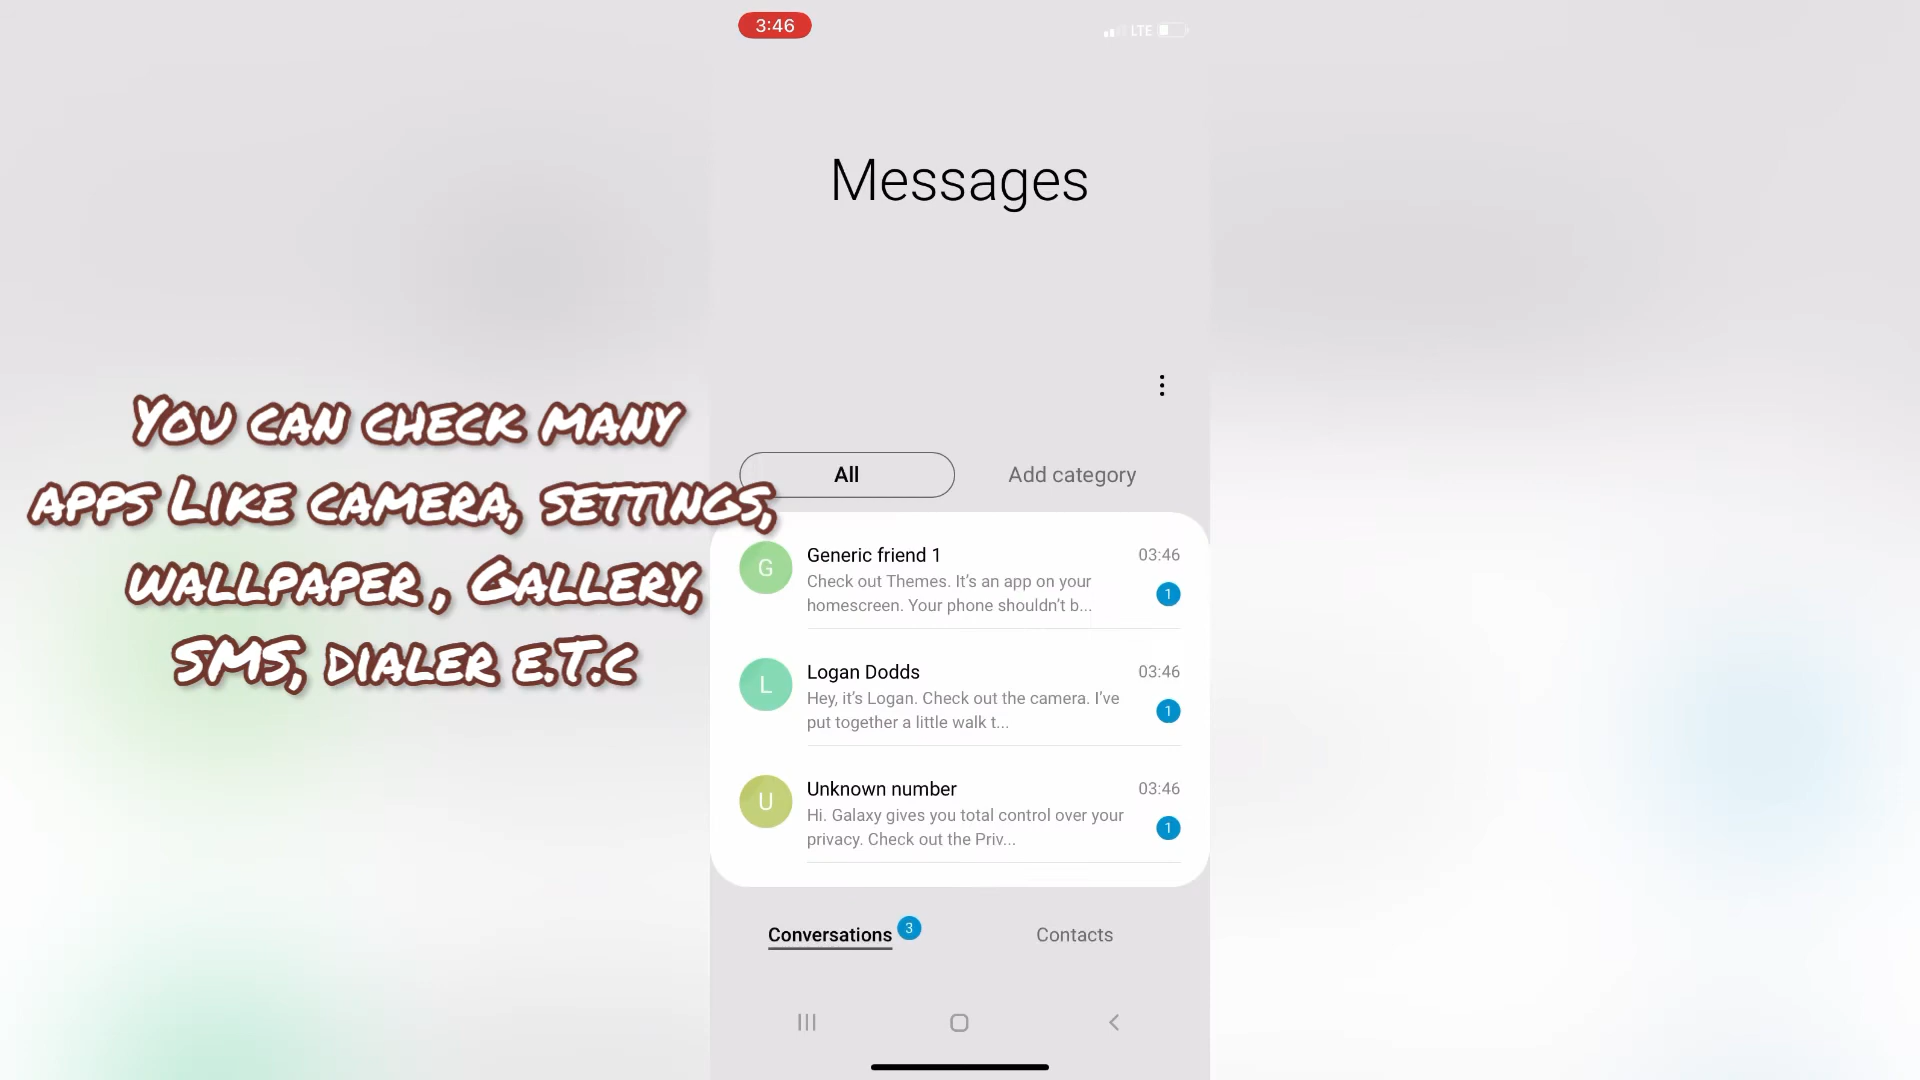 3:46
LTE
Messages
You can check many
apps Like camera, settings,
wallpaper , Gallery,
SMS, dialer e.T.c
All
Add category
G
Generic friend 1
03:46
Check out Themes. It’s an app on your
homescreen. Your phone shouldn’t b...
1
L
Logan Dodds
03:46
Hey, it’s Logan. Check out the camera. I’ve
put together a little walk t...
1
U
Unknown number
03:46
Hi. Galaxy gives you total control over your
privacy. Check out the Priv...
1
Conversations
3
Contacts